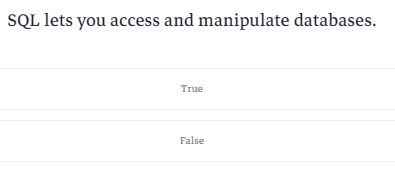 SQL lets you access and manipulate databases.
True
False